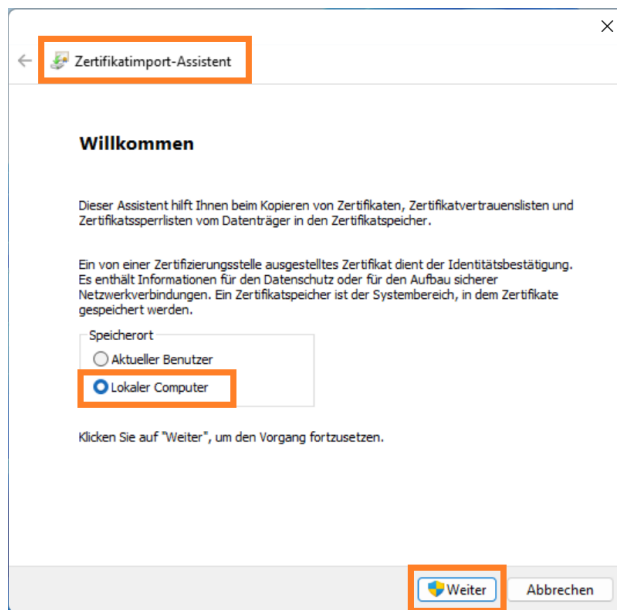 Zertifikatimport-Assistent
Willkommen
Dieser Assistent hilft Ihnen beim Kopieren von Zertifikaten, Zertifikatvertrauenslisten und
Zertifikatssperrlisten vom Datenträger in den Zertifikatspeicher.
Ein von einer Zertifizierungsstelle ausgestelltes Zertifikat dient der Identitätsbestätigung.
Es enthält Informationen für den Datenschutz oder für den Aufbau sicherer
Netzwerkverbindungen. Ein Zertifikatspeicher ist der Systembereich, in dem Zertifikate
gespeichert werden.
Speicherort
Aktueller Benutzer
Lokaler Computer
Klicken Sie auf "Weiter", um den Vorgang fortzusetzen.
Weiter Abbrechen